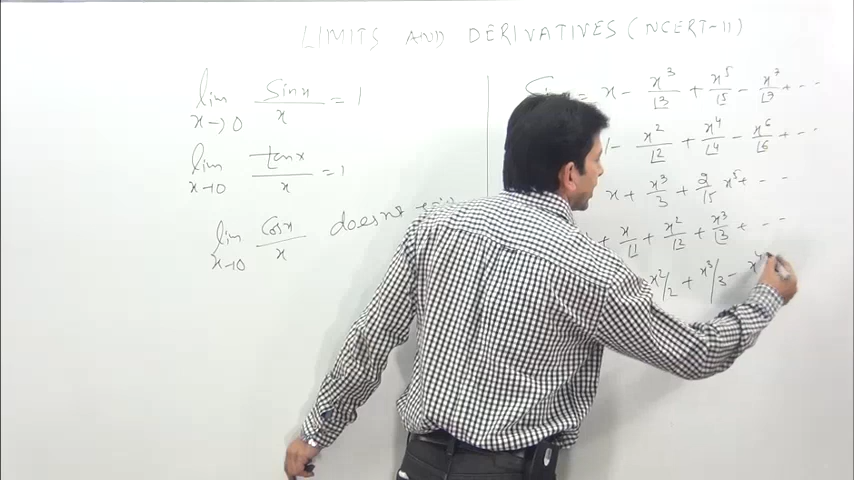 LIMITS AND DERIVATIVES (NCERT-11)
lim x→0 Sinx/x = 1
lim x→0 tanx/x = 1
lim x→0 Cosx/x doesn't
= x - x³/|3 + x⁵/|5 - x⁷/|7 + ...
- x²/|2 + x⁴/|4 - x⁶/|6 + ...
x + x³/3 + 2/15 x⁵ + ...
+ x/|1 + x²/|2 + x³/|3 + ...
x²/2 + x³/3 - x⁴